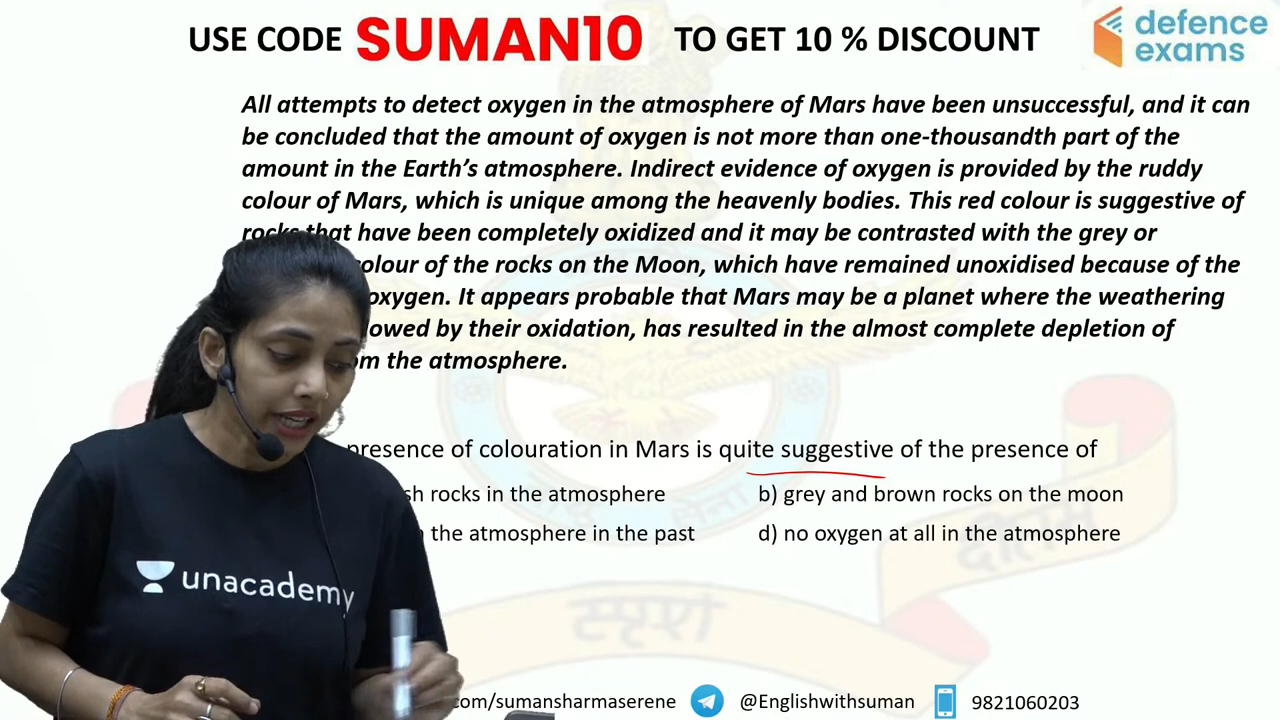 USE CODE SUMAN10 TO GET 10 % DISCOUNT
defence
exams
All attempts to detect oxygen in the atmosphere of Mars have been unsuccessful, and it can
be concluded that the amount of oxygen is not more than one-thousandth part of the
amount in the Earth’s atmosphere. Indirect evidence of oxygen is provided by the ruddy
colour of Mars, which is unique among the heavenly bodies. This red colour is suggestive of
rocks that have been completely oxidized and it may be contrasted with the grey or
colour of the rocks on the Moon, which have remained unoxidised because of the
oxygen. It appears probable that Mars may be a planet where the weathering
by their oxidation, has resulted in the almost complete depletion of
the atmosphere.
presence of colouration in Mars is quite suggestive of the presence of
rocks in the atmosphere b) grey and brown rocks on the moon
the atmosphere in the past d) no oxygen at all in the atmosphere
unacademy
स्पृशं दीप्तम्
.com/sumansharmaserene @Englishwithsuman 9821060203